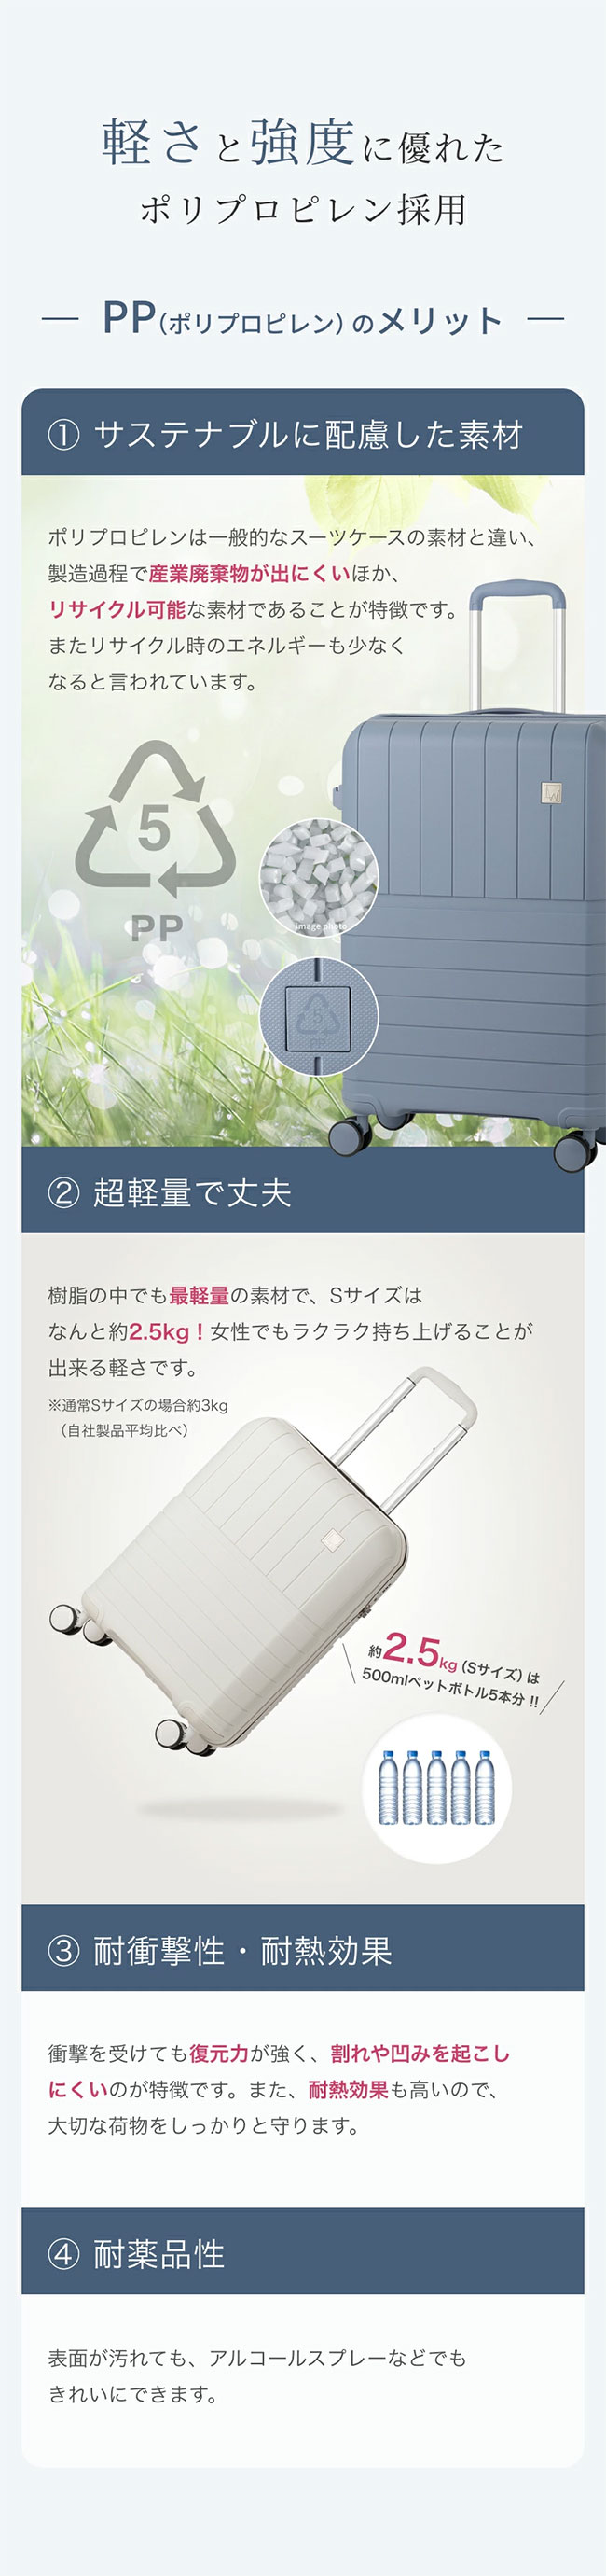 軽さと強度に優れた
ポリプロピレン採用
PP(ポリプロピレン)のメリット
① サステナブルに配慮した素材
ポリプロピレンは一般的なスーツケースの素材と違い、
製造過程で産業廃棄物が出にくいほか、
リサイクル可能な素材であることが特徴です。
またリサイクル時のエネルギーも少なく
なると言われています。
5
PP
image photo
5
PP
LW
② 超軽量で丈夫
樹脂の中でも最軽量の素材で、Sサイズは
なんと約2.5kg！女性でもラクラク持ち上げることが
出来る軽さです。
※通常Sサイズの場合約3kg
（自社製品平均比べ）
約2.5kg(Sサイズ)は
500mlペットボトル5本分!!
③ 耐衝撃性・耐熱効果
衝撃を受けても復元力が強く、割れや凹みを起こし
にくいのが特徴です。また、耐熱効果も高いので、
大切な荷物をしっかりと守ります。
④ 耐薬品性
表面が汚れても、アルコールスプレーなどでも
きれいにできます。